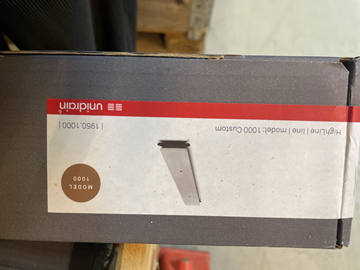 unidrain
HighLine | line | model: 1000 Custom
| 1950.1000 |
MODEL
1000